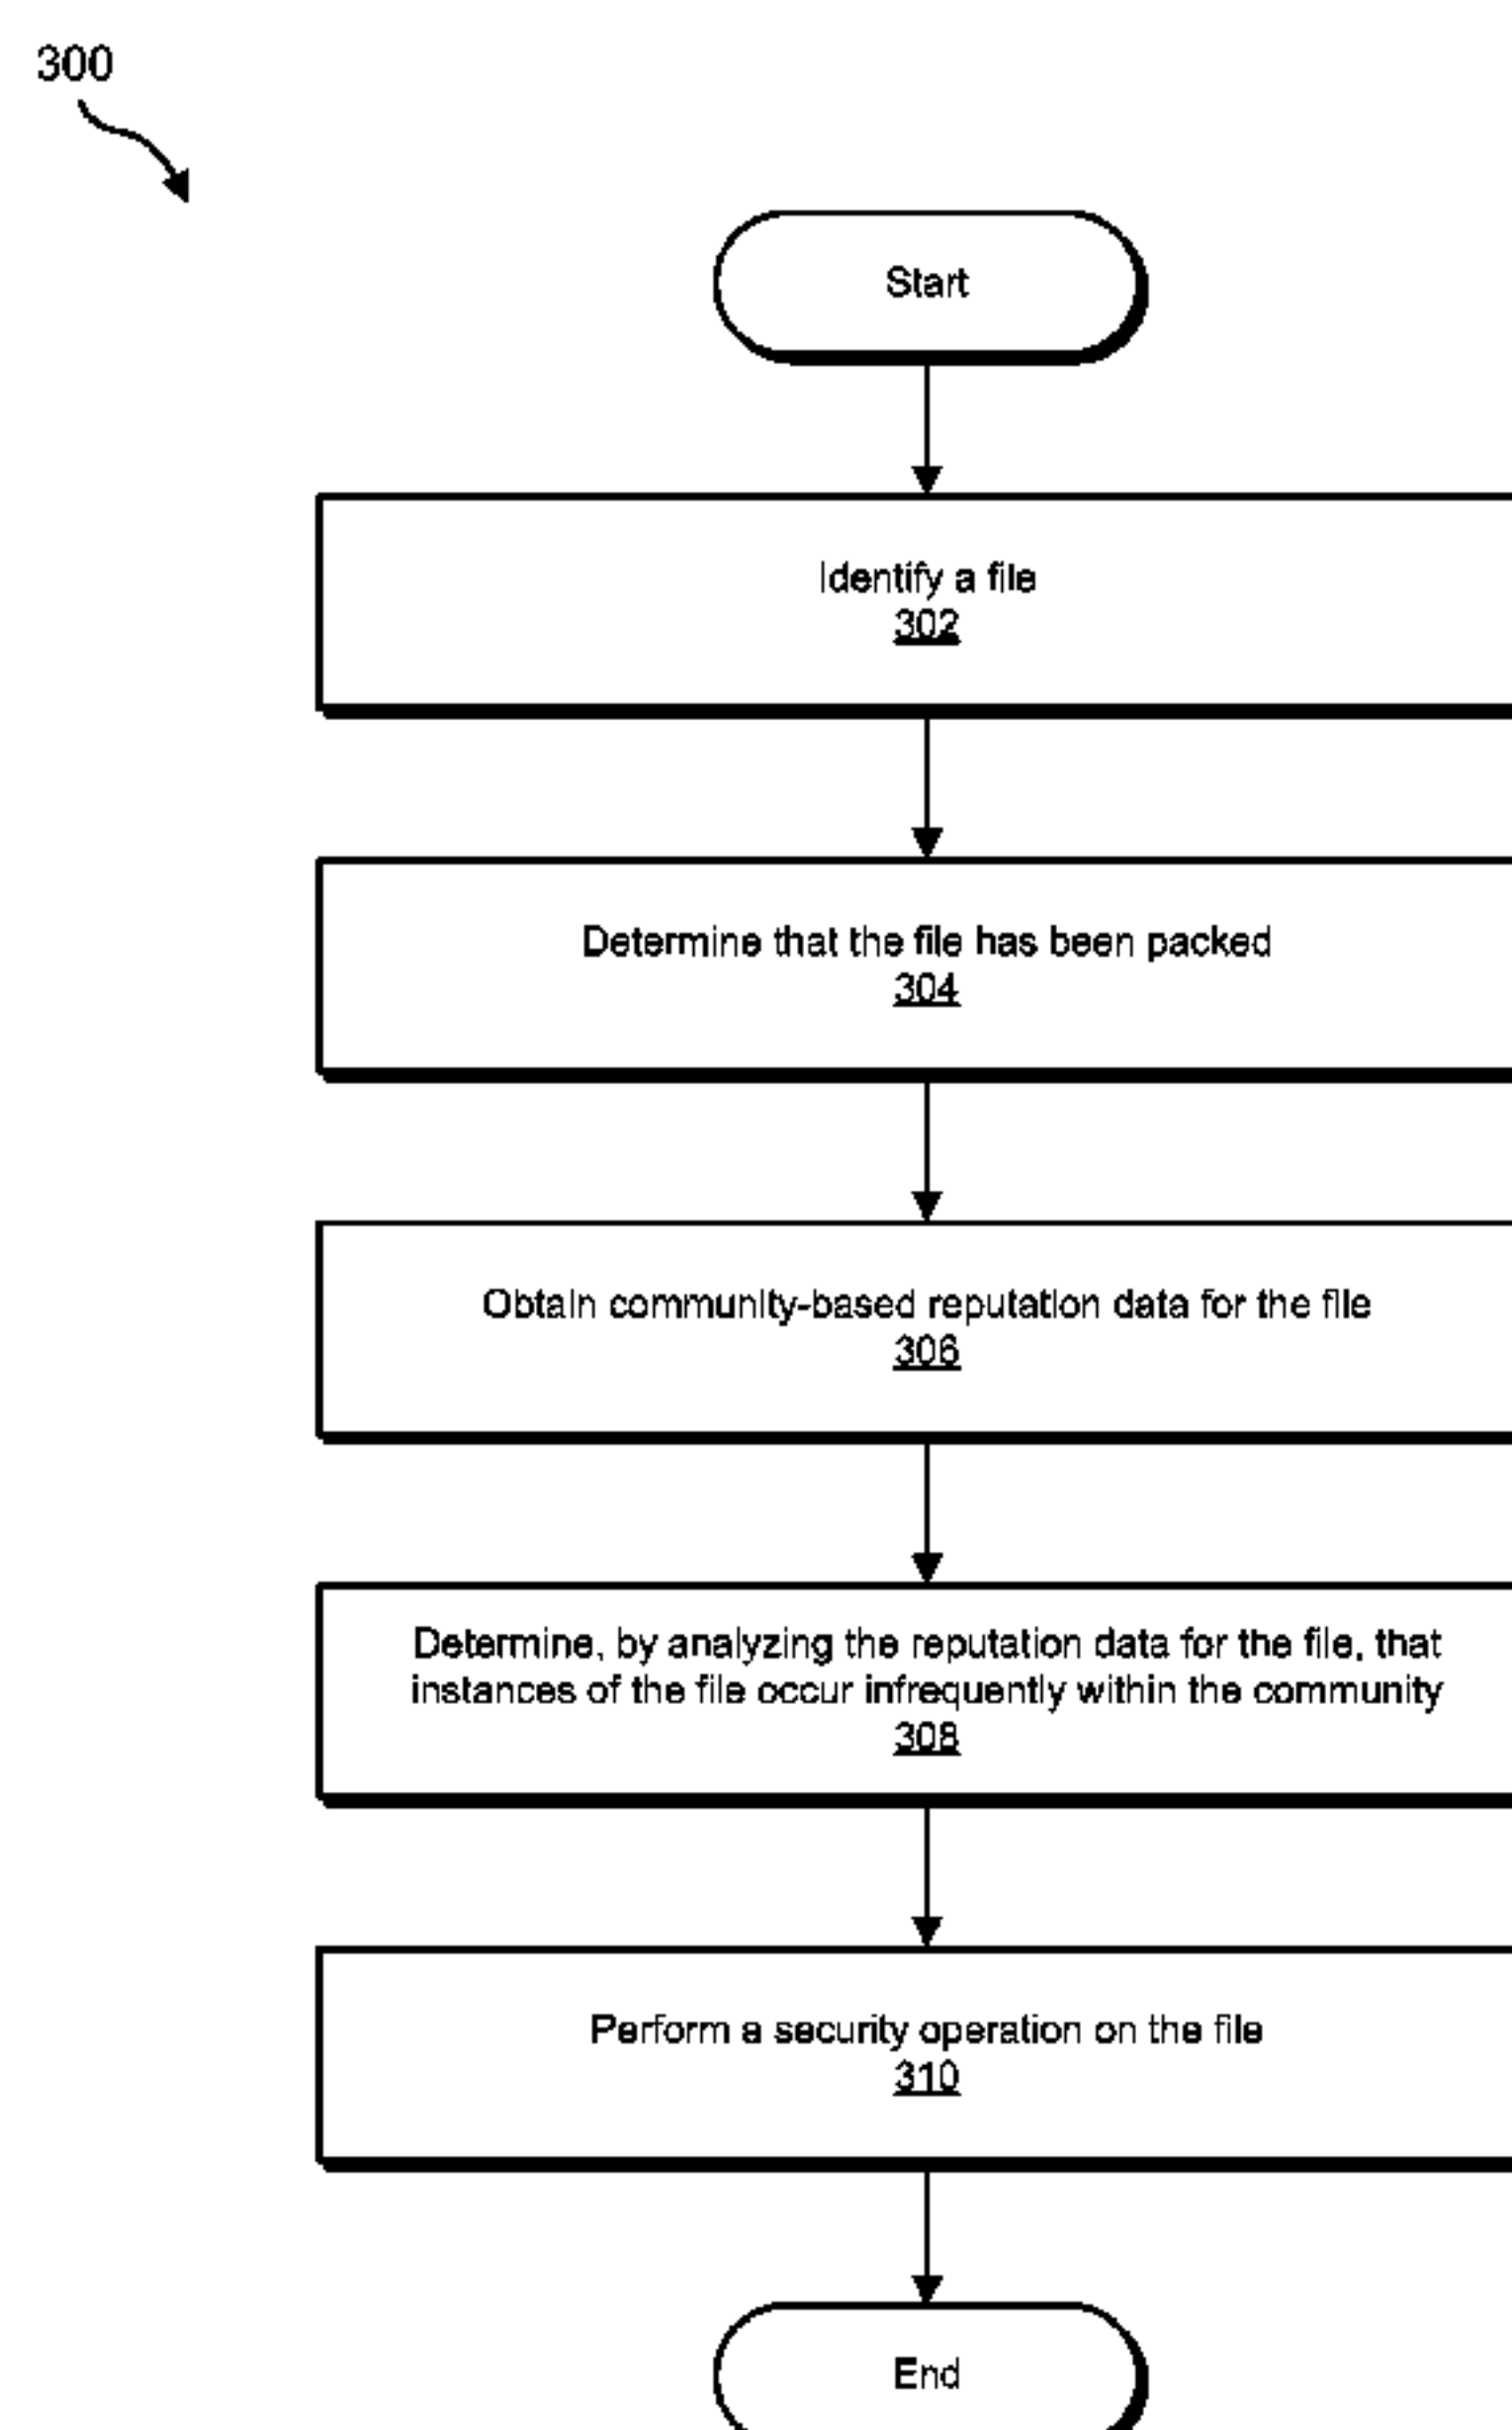 300
Start
Identify a file
302
Determine that the file has been packed
304
Obtain community-based reputation data for the file
306
Determine, by analyzing the reputation data for the file, that
instances of the file occur infrequently within the community
308
Perform a security operation on the file
310
End